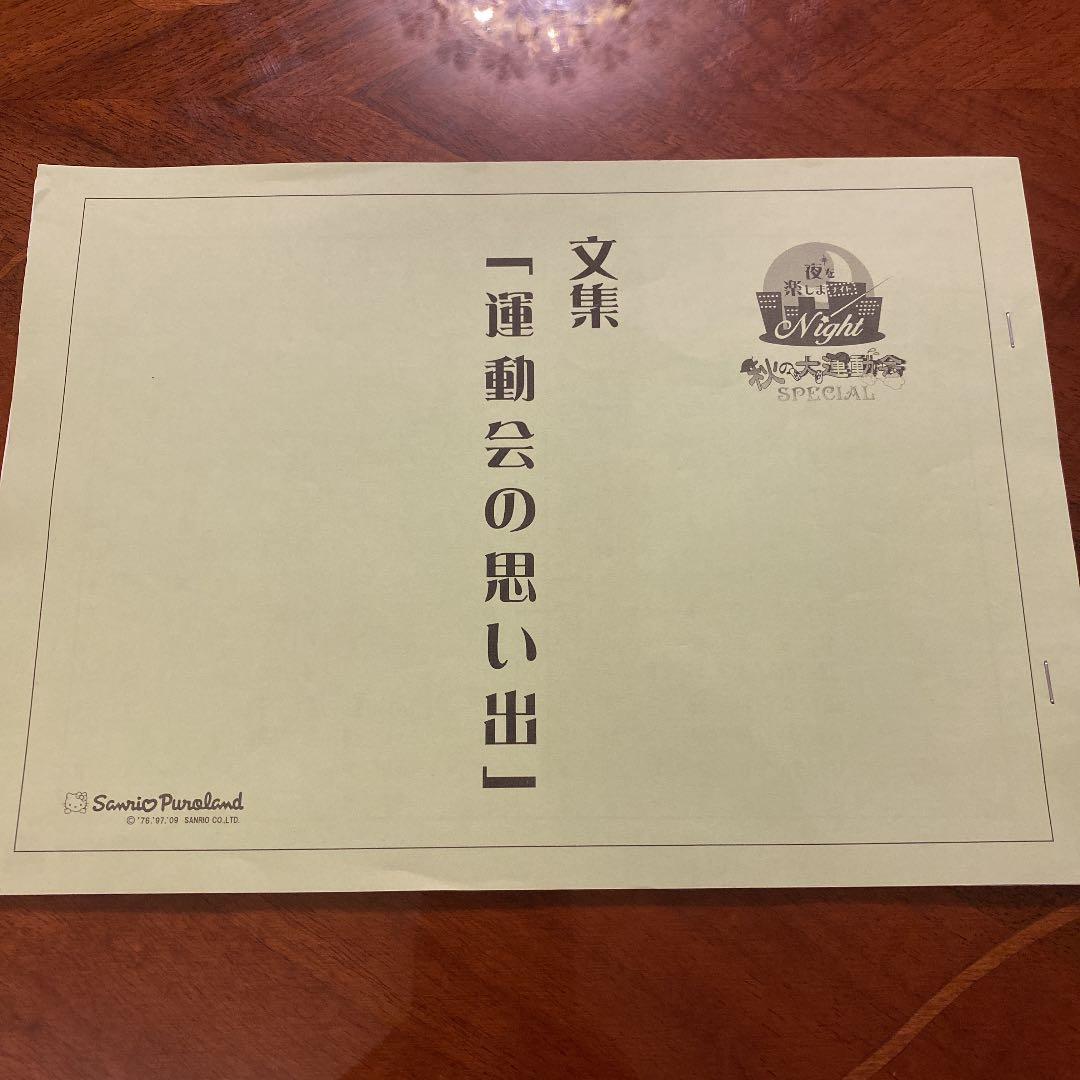 夜を
楽しま
Night
秋の大運動会
SPECIAL
文集
「運動会の思い出」
Sanrio Puroland
© '76,'97,'09 SANRIO CO.,LTD.